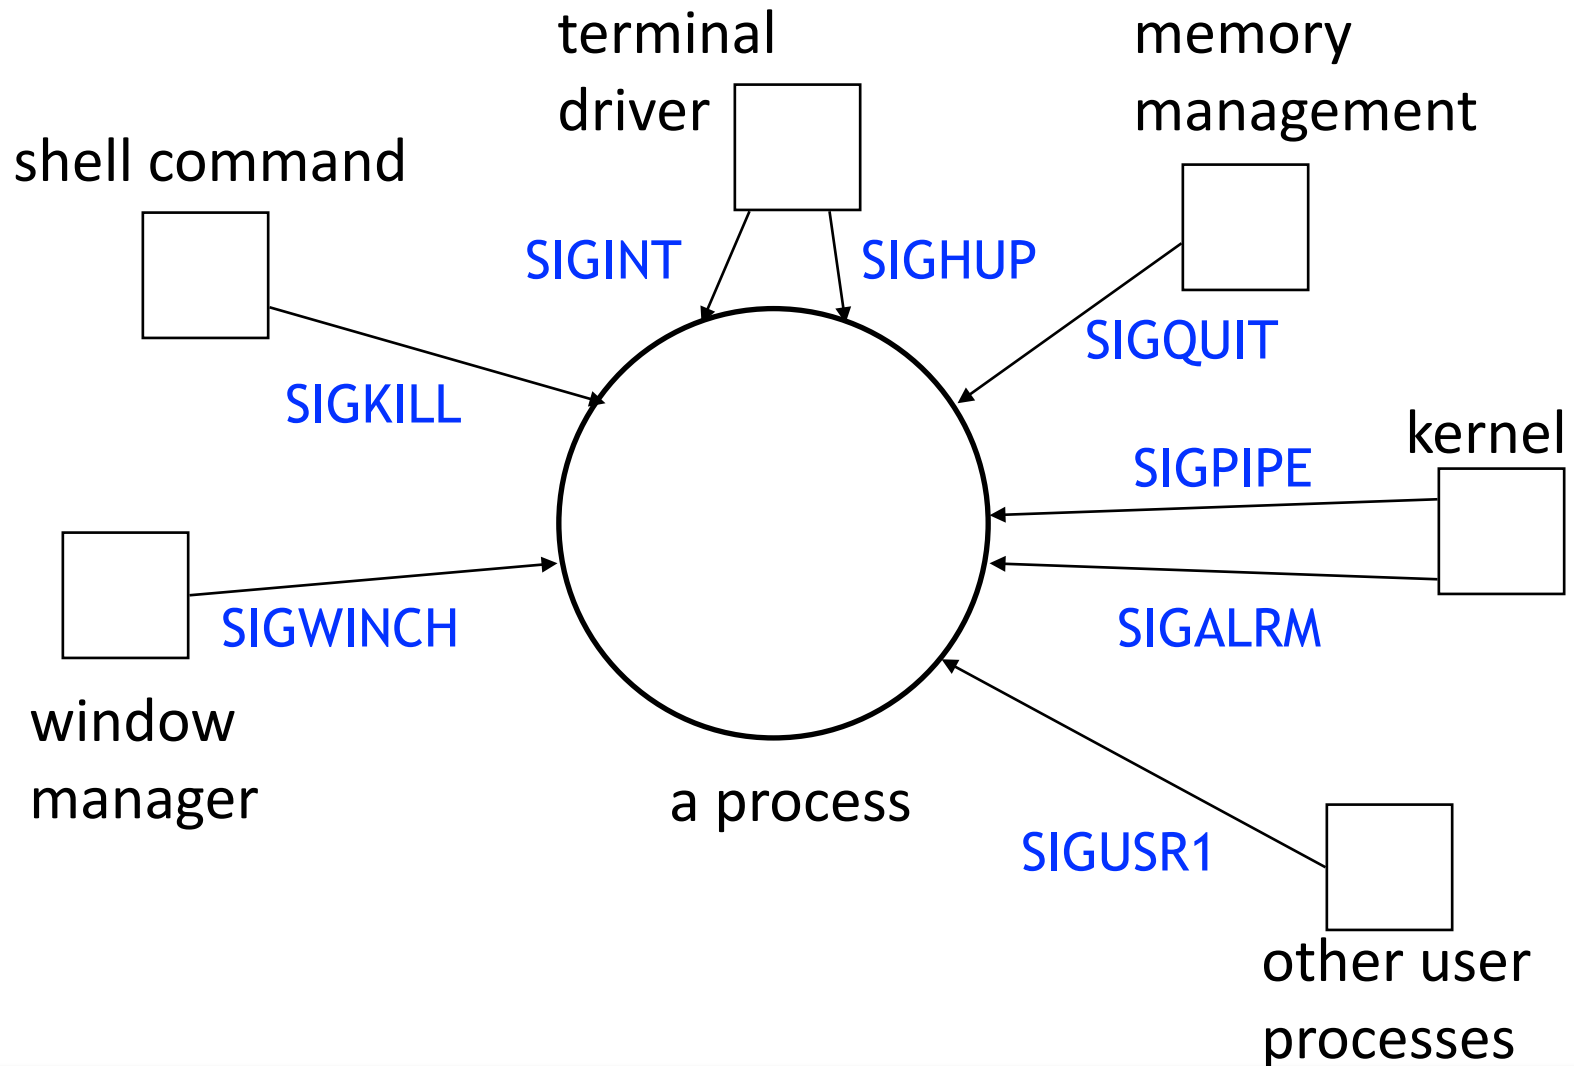 terminal
driver
memory
management
shell command
SIGINT
SIGHUP
SIGQUIT
SIGKILL
kernel
SIGPIPE
SIGWINCH
SIGALRM
window
manager
a process
SIGUSR1
other user
processes